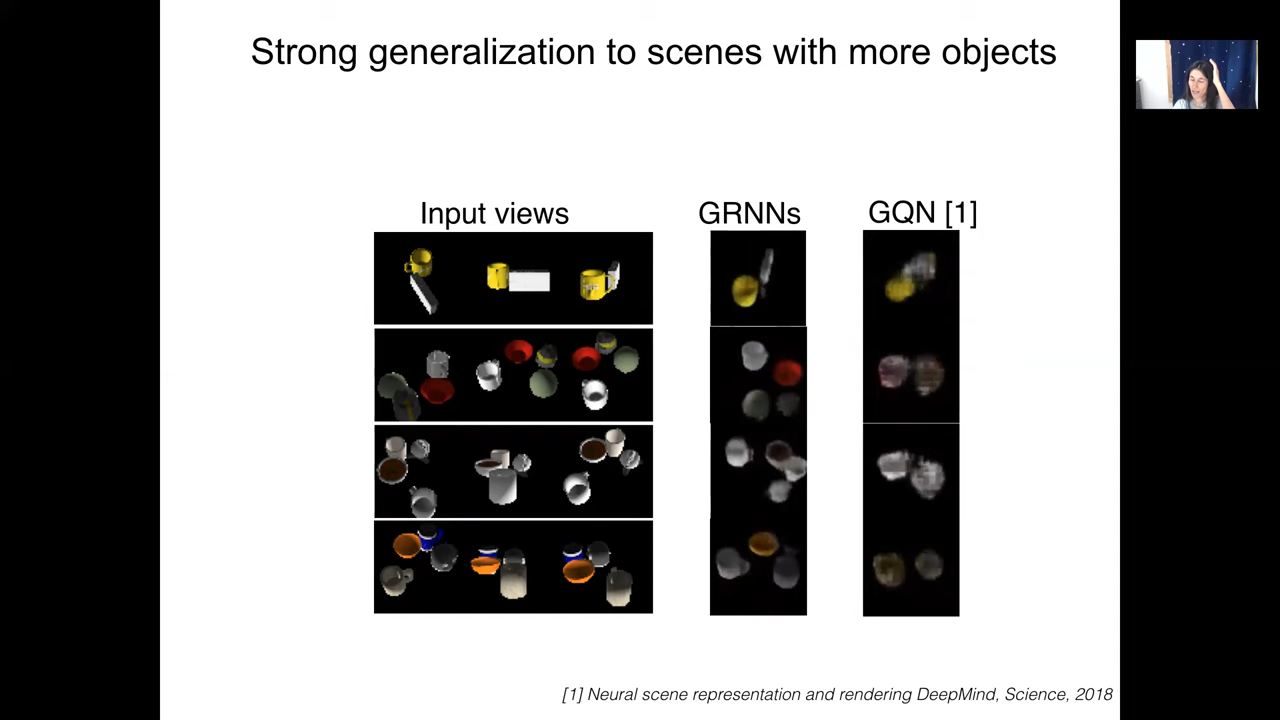 Strong generalization to scenes with more objects
Input views
GRNNs
GQN [1]
[1] Neural scene representation and rendering DeepMind, Science, 2018